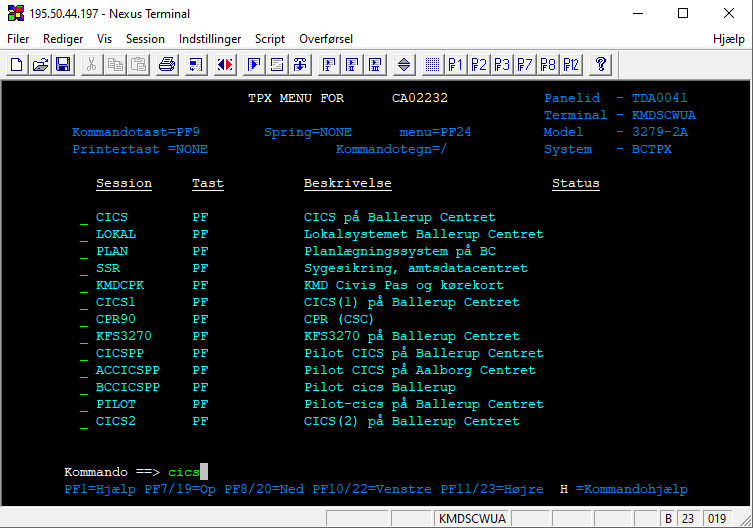 195.50.44.197 - Nexus Terminal
Filer Rediger Vis Session Indstillinger Script Overførsel Hjælp
PF1 PF2 PF3 PF7 PF8 PF12 ?
TPX MENU FOR CA02232 Panelid - TDA0041
Terminal - KMDSCWUA
Kommandotast=PF9 Spring=NONE menu=PF24 Model - 3279-2A
Printertast =NONE Kommandotegn=/ System - BCTPX
Session Tast Beskrivelse Status
_ CICS PF CICS på Ballerup Centret
_ LOKAL PF Lokalsystemet Ballerup Centret
_ PLAN PF Planlægningssystem på BC
_ SSR PF Sygesikring, amtsdatacentret
_ KMDCPK PF KMD Civis Pas og kørekort
_ CICS1 PF CICS(1) på Ballerup Centret
_ CPR90 PF CPR (CSC)
_ KFS3270 PF KFS3270 på Ballerup Centret
_ CICSPP PF Pilot CICS på Ballerup Centret
_ ACCICSPP PF Pilot CICS på Aalborg Centret
_ BCCICSPP PF Pilot cics Ballerup
_ PILOT PF Pilot-cics på Ballerup Centret
_ CICS2 PF CICS(2) på Ballerup Centret
Kommando ==> cics
PF1=Hjælp PF7/19=Op PF8/20=Ned PF10/22=Venstre PF11/23=Højre H =Kommandohjælp
KMDSCWUA B 23 019